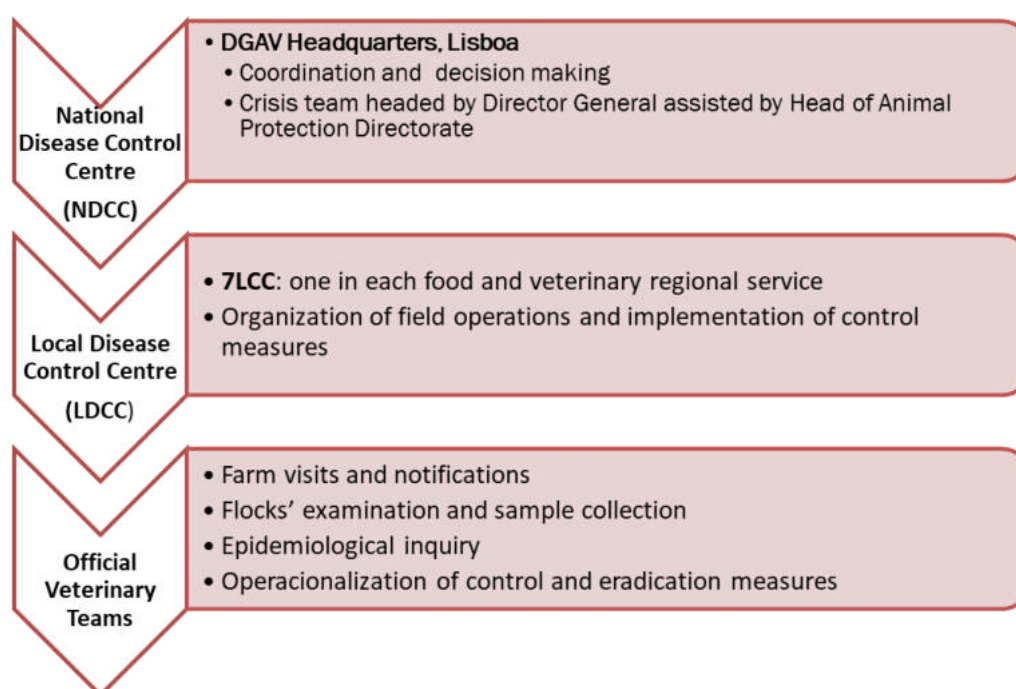 National
Disease Control
Centre
(NDCC)
• DGAV Headquarters, Lisboa
• Coordination and decision making
• Crisis team headed by Director General assisted by Head of Animal
Protection Directorate
Local Disease
Control Centre
(LDCC)
• 7LCC: one in each food and veterinary regional service
• Organization of field operations and implementation of control
measures
Official
Veterinary
Teams
• Farm visits and notifications
• Flocks’ examination and sample collection
• Epidemiological inquiry
• Operacionalization of control and eradication measures